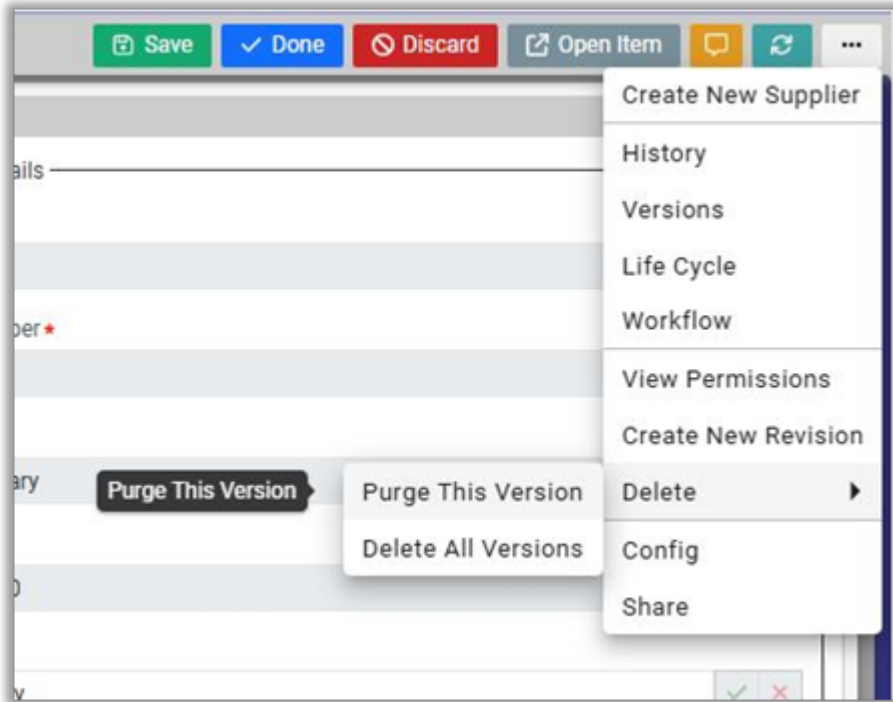 Save Done Discard Open Item ...
Create New Supplier
ails
History
Versions
Life Cycle
ber*
Workflow
View Permissions
Create New Revision
ary Purge This Version Purge This Version Delete
Delete All Versions
Config
0
Share
y